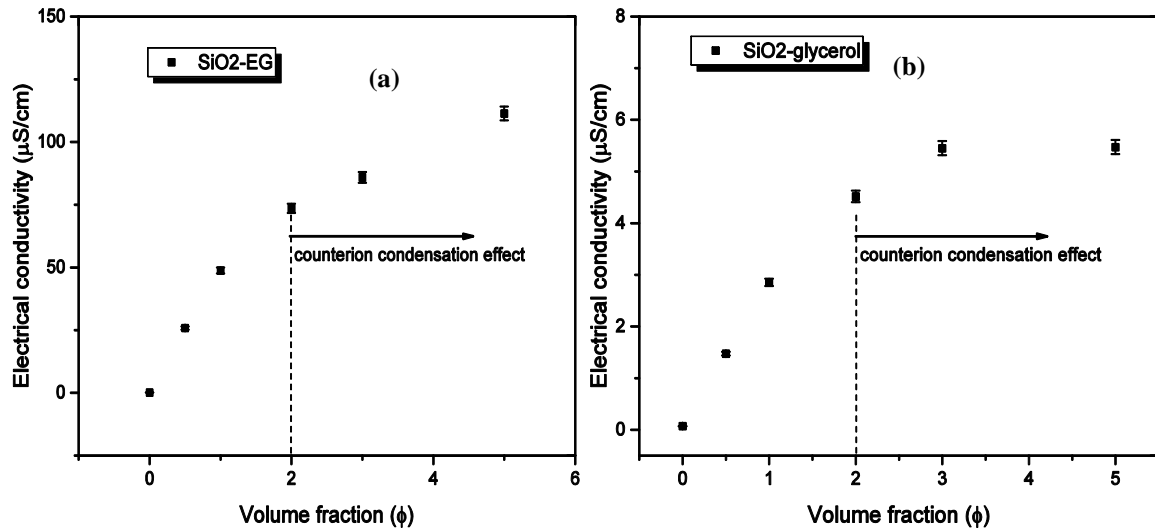 150
100
50
0
Electrical conductivity (µS/cm)
SiO2-EG
(a)
counterion condensation effect
0
2
4
6
Volume fraction (ϕ)
8
6
4
2
0
Electrical conductivity (µS/cm)
SiO2-glycerol
(b)
counterion condensation effect
0
1
2
3
4
5
Volume fraction (ϕ)